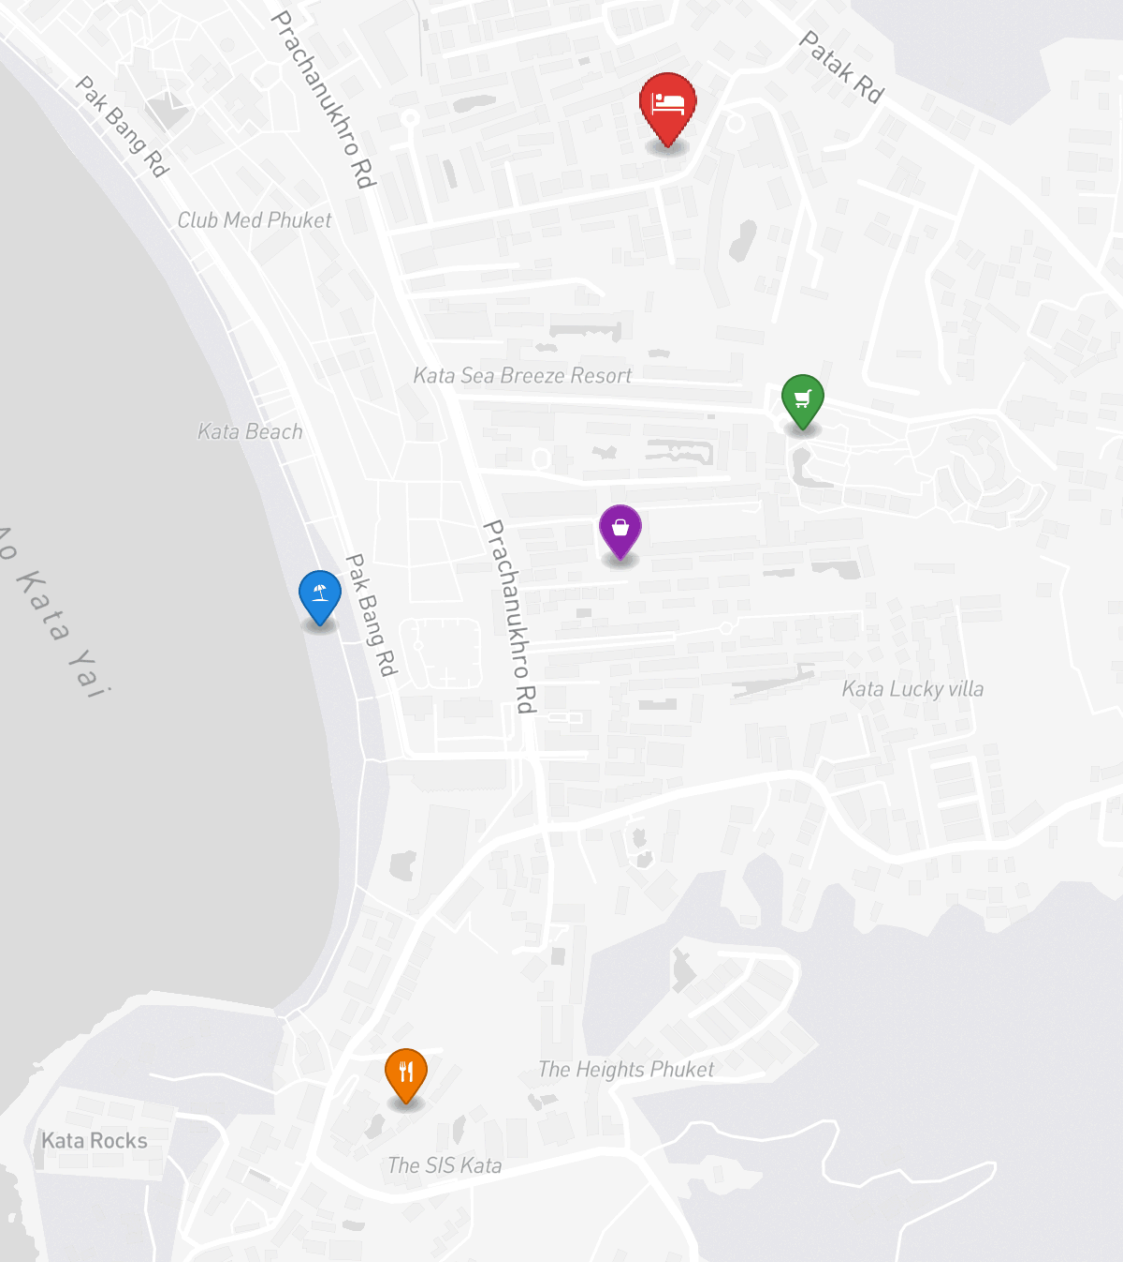 Prachanukhro Rd
Patak Rd
Pak Bang Rd
Club Med Phuket
Kata Sea Breeze Resort
Kata Beach
Ao Kata Yai
Prachanukhro Rd
Pak Bang Rd
Kata Lucky villa
The Heights Phuket
Kata Rocks
The SIS Kata